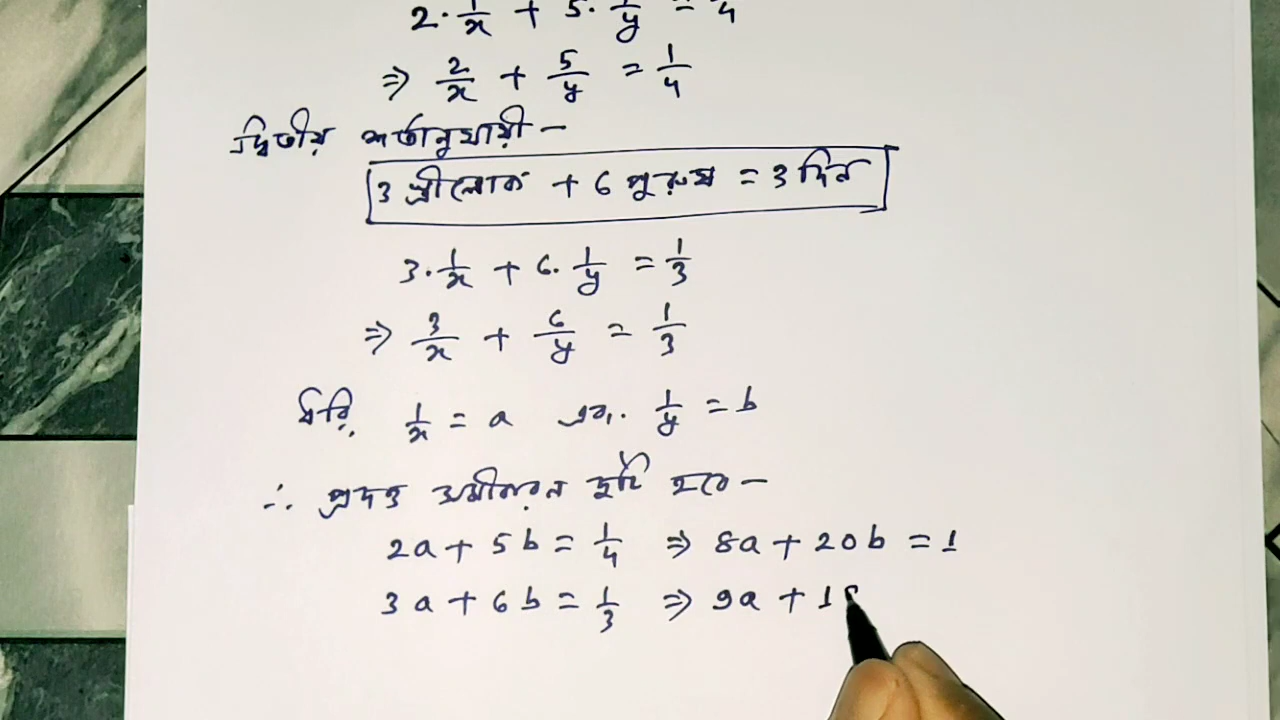 2·1/x + 5·1/y = 1/4
⇒ 2/x + 5/y = 1/4
দ্বিতীয় শর্তানুযায়ী –
3 স্ত্রীলোক + 6 পুরুষ = 3 দিন
3·1/x + 6·1/y = 1/3
⇒ 3/x + 6/y = 1/3
ধরি, 1/x = a এবং 1/y = b
∴ প্রদত্ত সমীকরন দুটি হবে –
2a + 5b = 1/4 ⇒ 8a + 20b = 1
3a + 6b = 1/3 ⇒ 9a + 1